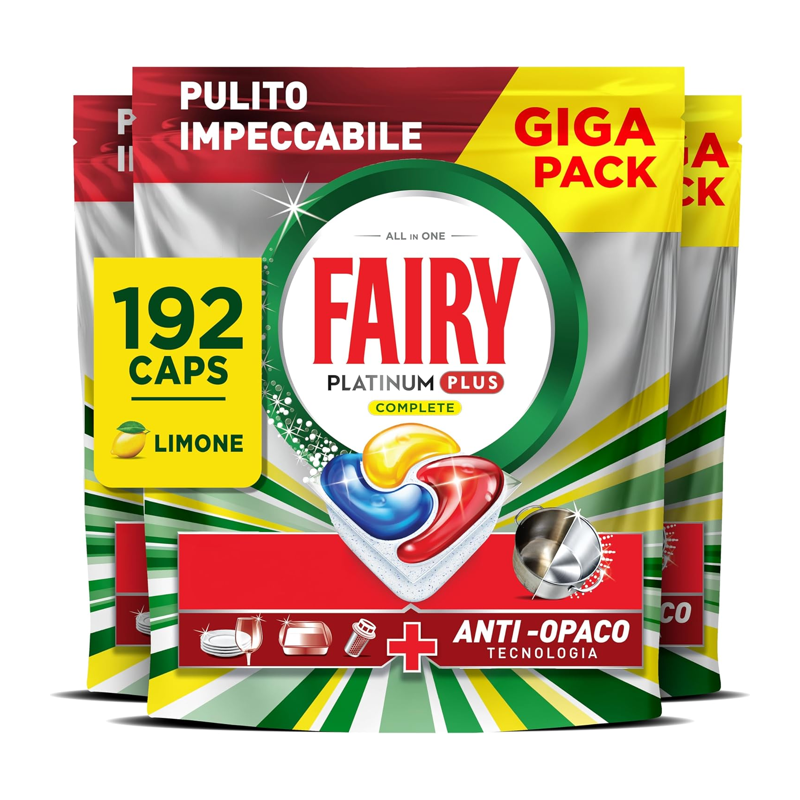 PULITO
IMPECCABILE
GIGA
PACK
ALL IN ONE
FAIRY
PLATINUM PLUS
COMPLETE
192
CAPS
LIMONE
ANTI-OPACO
TECNOLOGIA